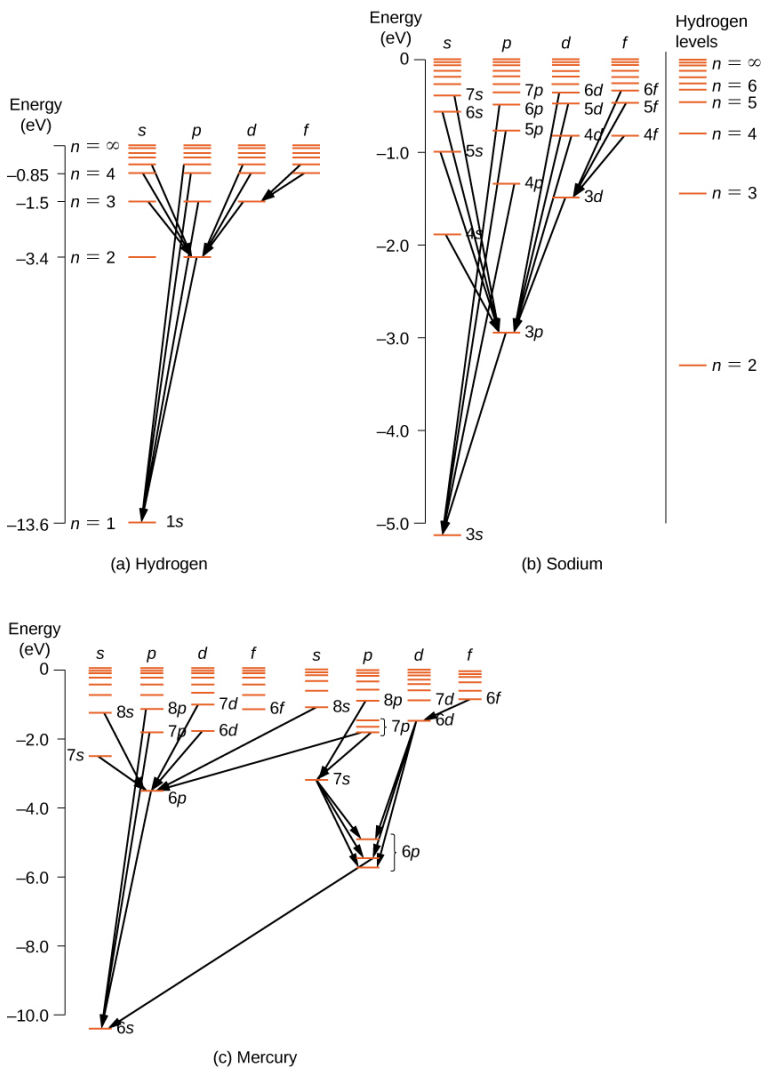 Energy
(eV)
s p d f
n = ∞
–0.85 n = 4
–1.5 n = 3
–3.4 n = 2
–13.6 n = 1 1s
(a) Hydrogen
Energy
(eV)
s p d f
0
–1.0
–2.0
–3.0
–4.0
–5.0
7s 7p 6d 6f
6s 6p 5d 5f
5s 5p 4d 4f
4s 4p 3d
3p
3s
Hydrogen
levels
n = ∞
n = 6
n = 5
n = 4
n = 3
n = 2
(b) Sodium
Energy
(eV)
s p d f s p d f
0
–2.0
–4.0
–6.0
–8.0
–10.0
8s 8p 7d 6f 8s 8p 7d 6f
7s 7p 6d 7p 6d
6p 7s
6p
6s
(c) Mercury